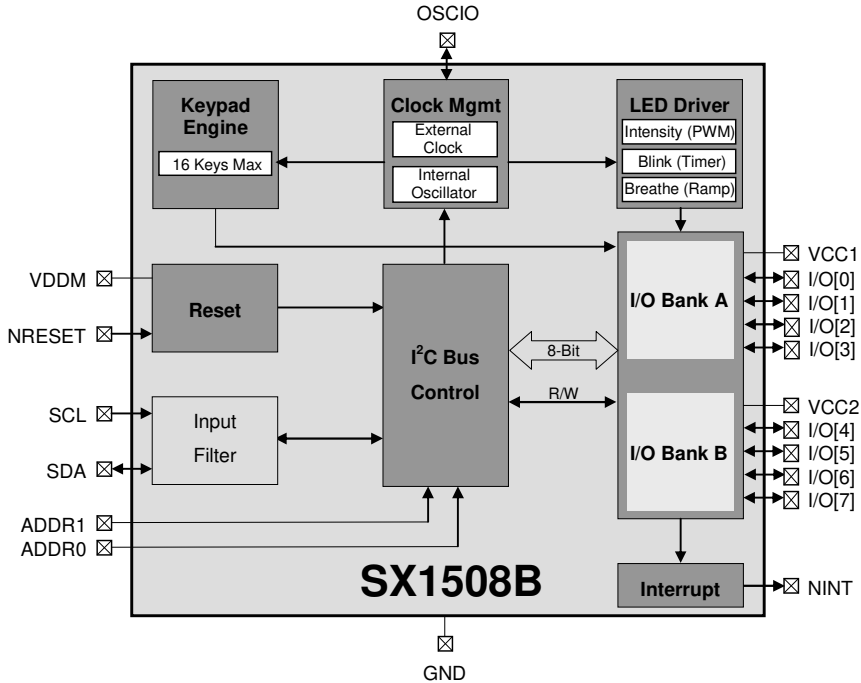 OSCIO
Keypad
Engine
16 Keys Max
Clock Mgmt
External
Clock
Internal
Oscillator
LED Driver
Intensity (PWM)
Blink (Timer)
Breathe (Ramp)
VDDM
NRESET
Reset
SCL
SDA
Input
Filter
ADDR1
ADDR0
I²C Bus
Control
8-Bit
R/W
I/O Bank A
I/O Bank B
VCC1
I/O[0]
I/O[1]
I/O[2]
I/O[3]
VCC2
I/O[4]
I/O[5]
I/O[6]
I/O[7]
SX1508B
Interrupt
NINT
GND